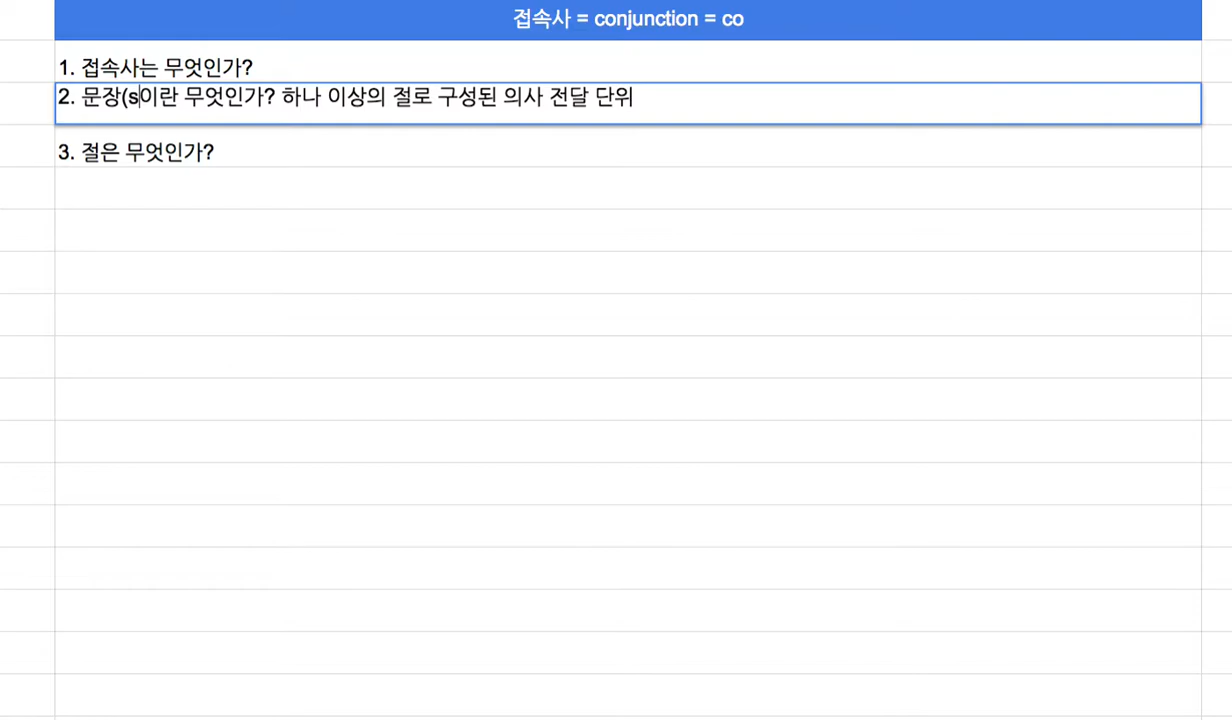 접속사 = conjunction = co
1. 접속사는 무엇인가?
2. 문장(s이란 무엇인가? 하나 이상의 절로 구성된 의사 전달 단위
3. 절은 무엇인가?